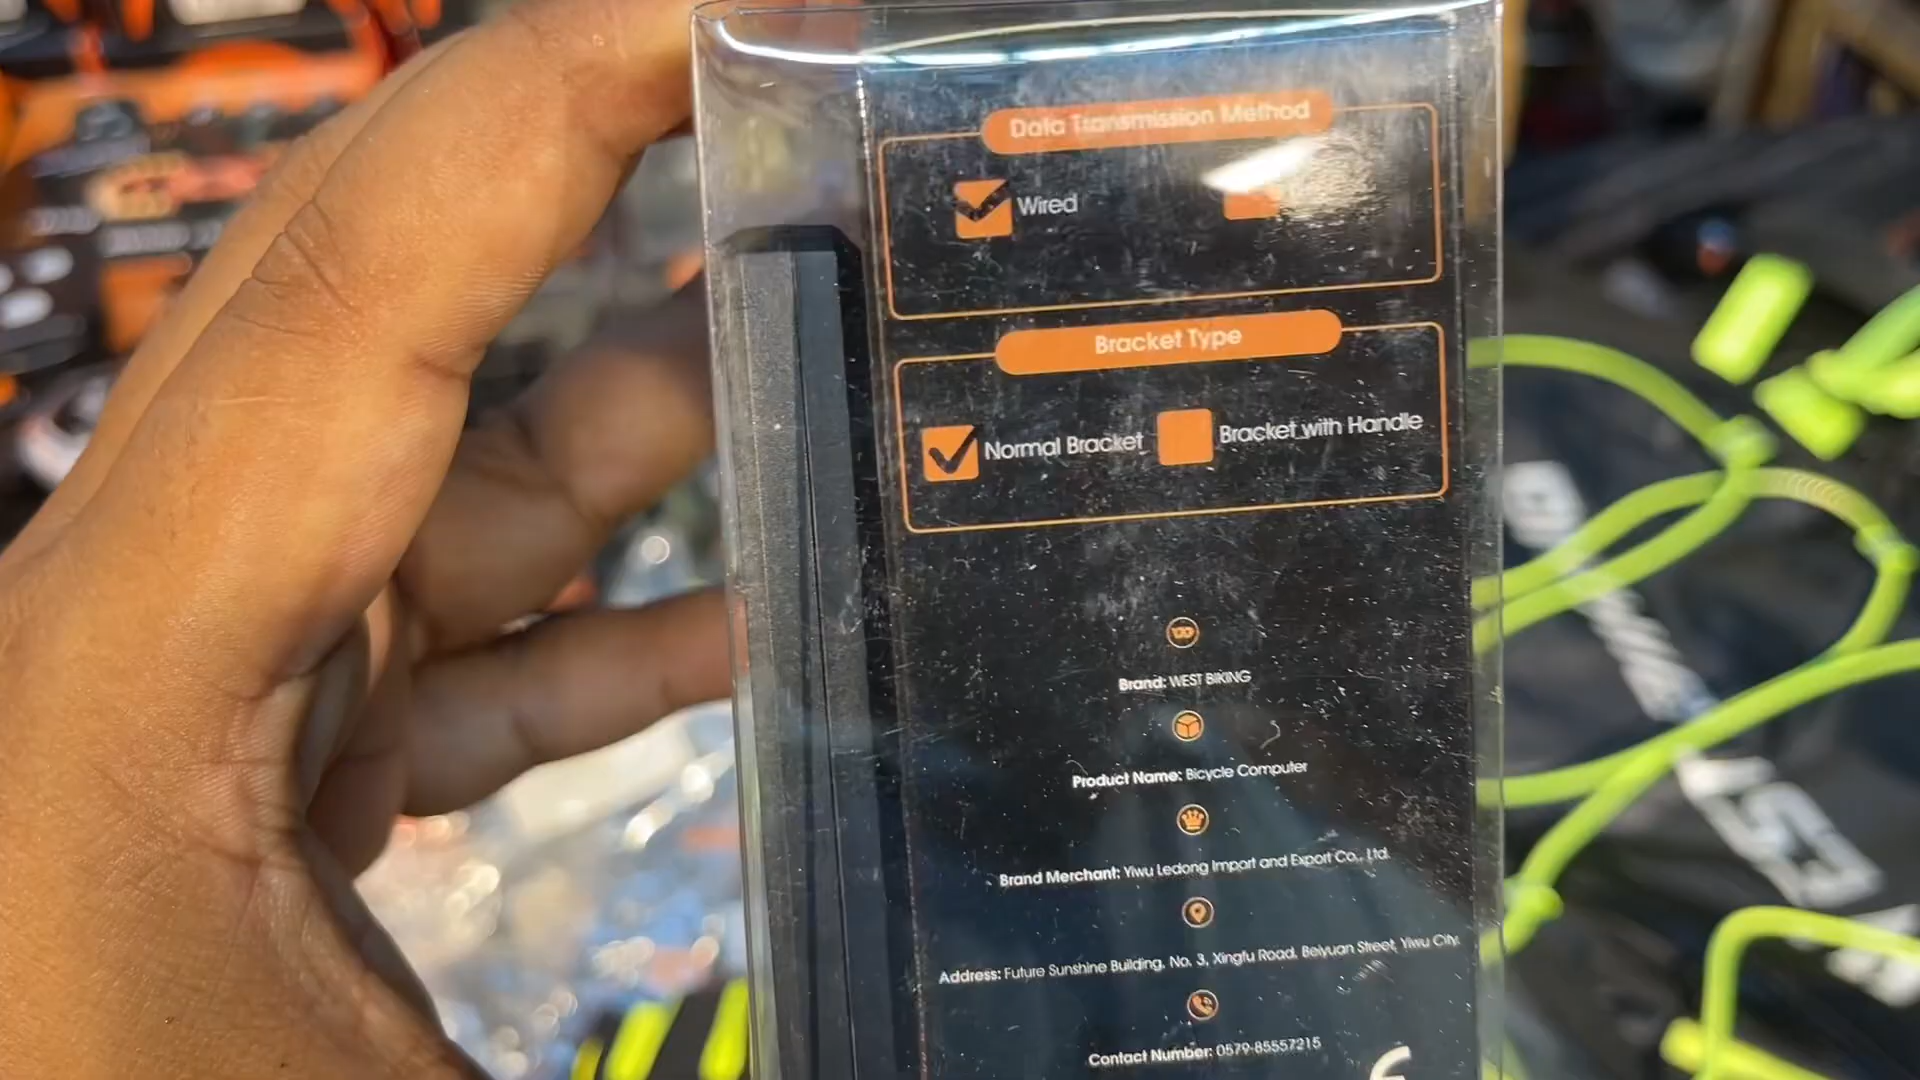 Data Transmission Method
Wired
Bracket Type
Normal Bracket
Bracket with Handle
Brand: WEST BIKING
Product Name: Bicycle Computer
Brand Merchant: Yiwu Ledong Import and Export Co., Ltd.
Address: Future Sunshine Building, No. 3, Xingfu Road, Beiyuan Street, Yiwu City.
Contact Number: 0579-85557215